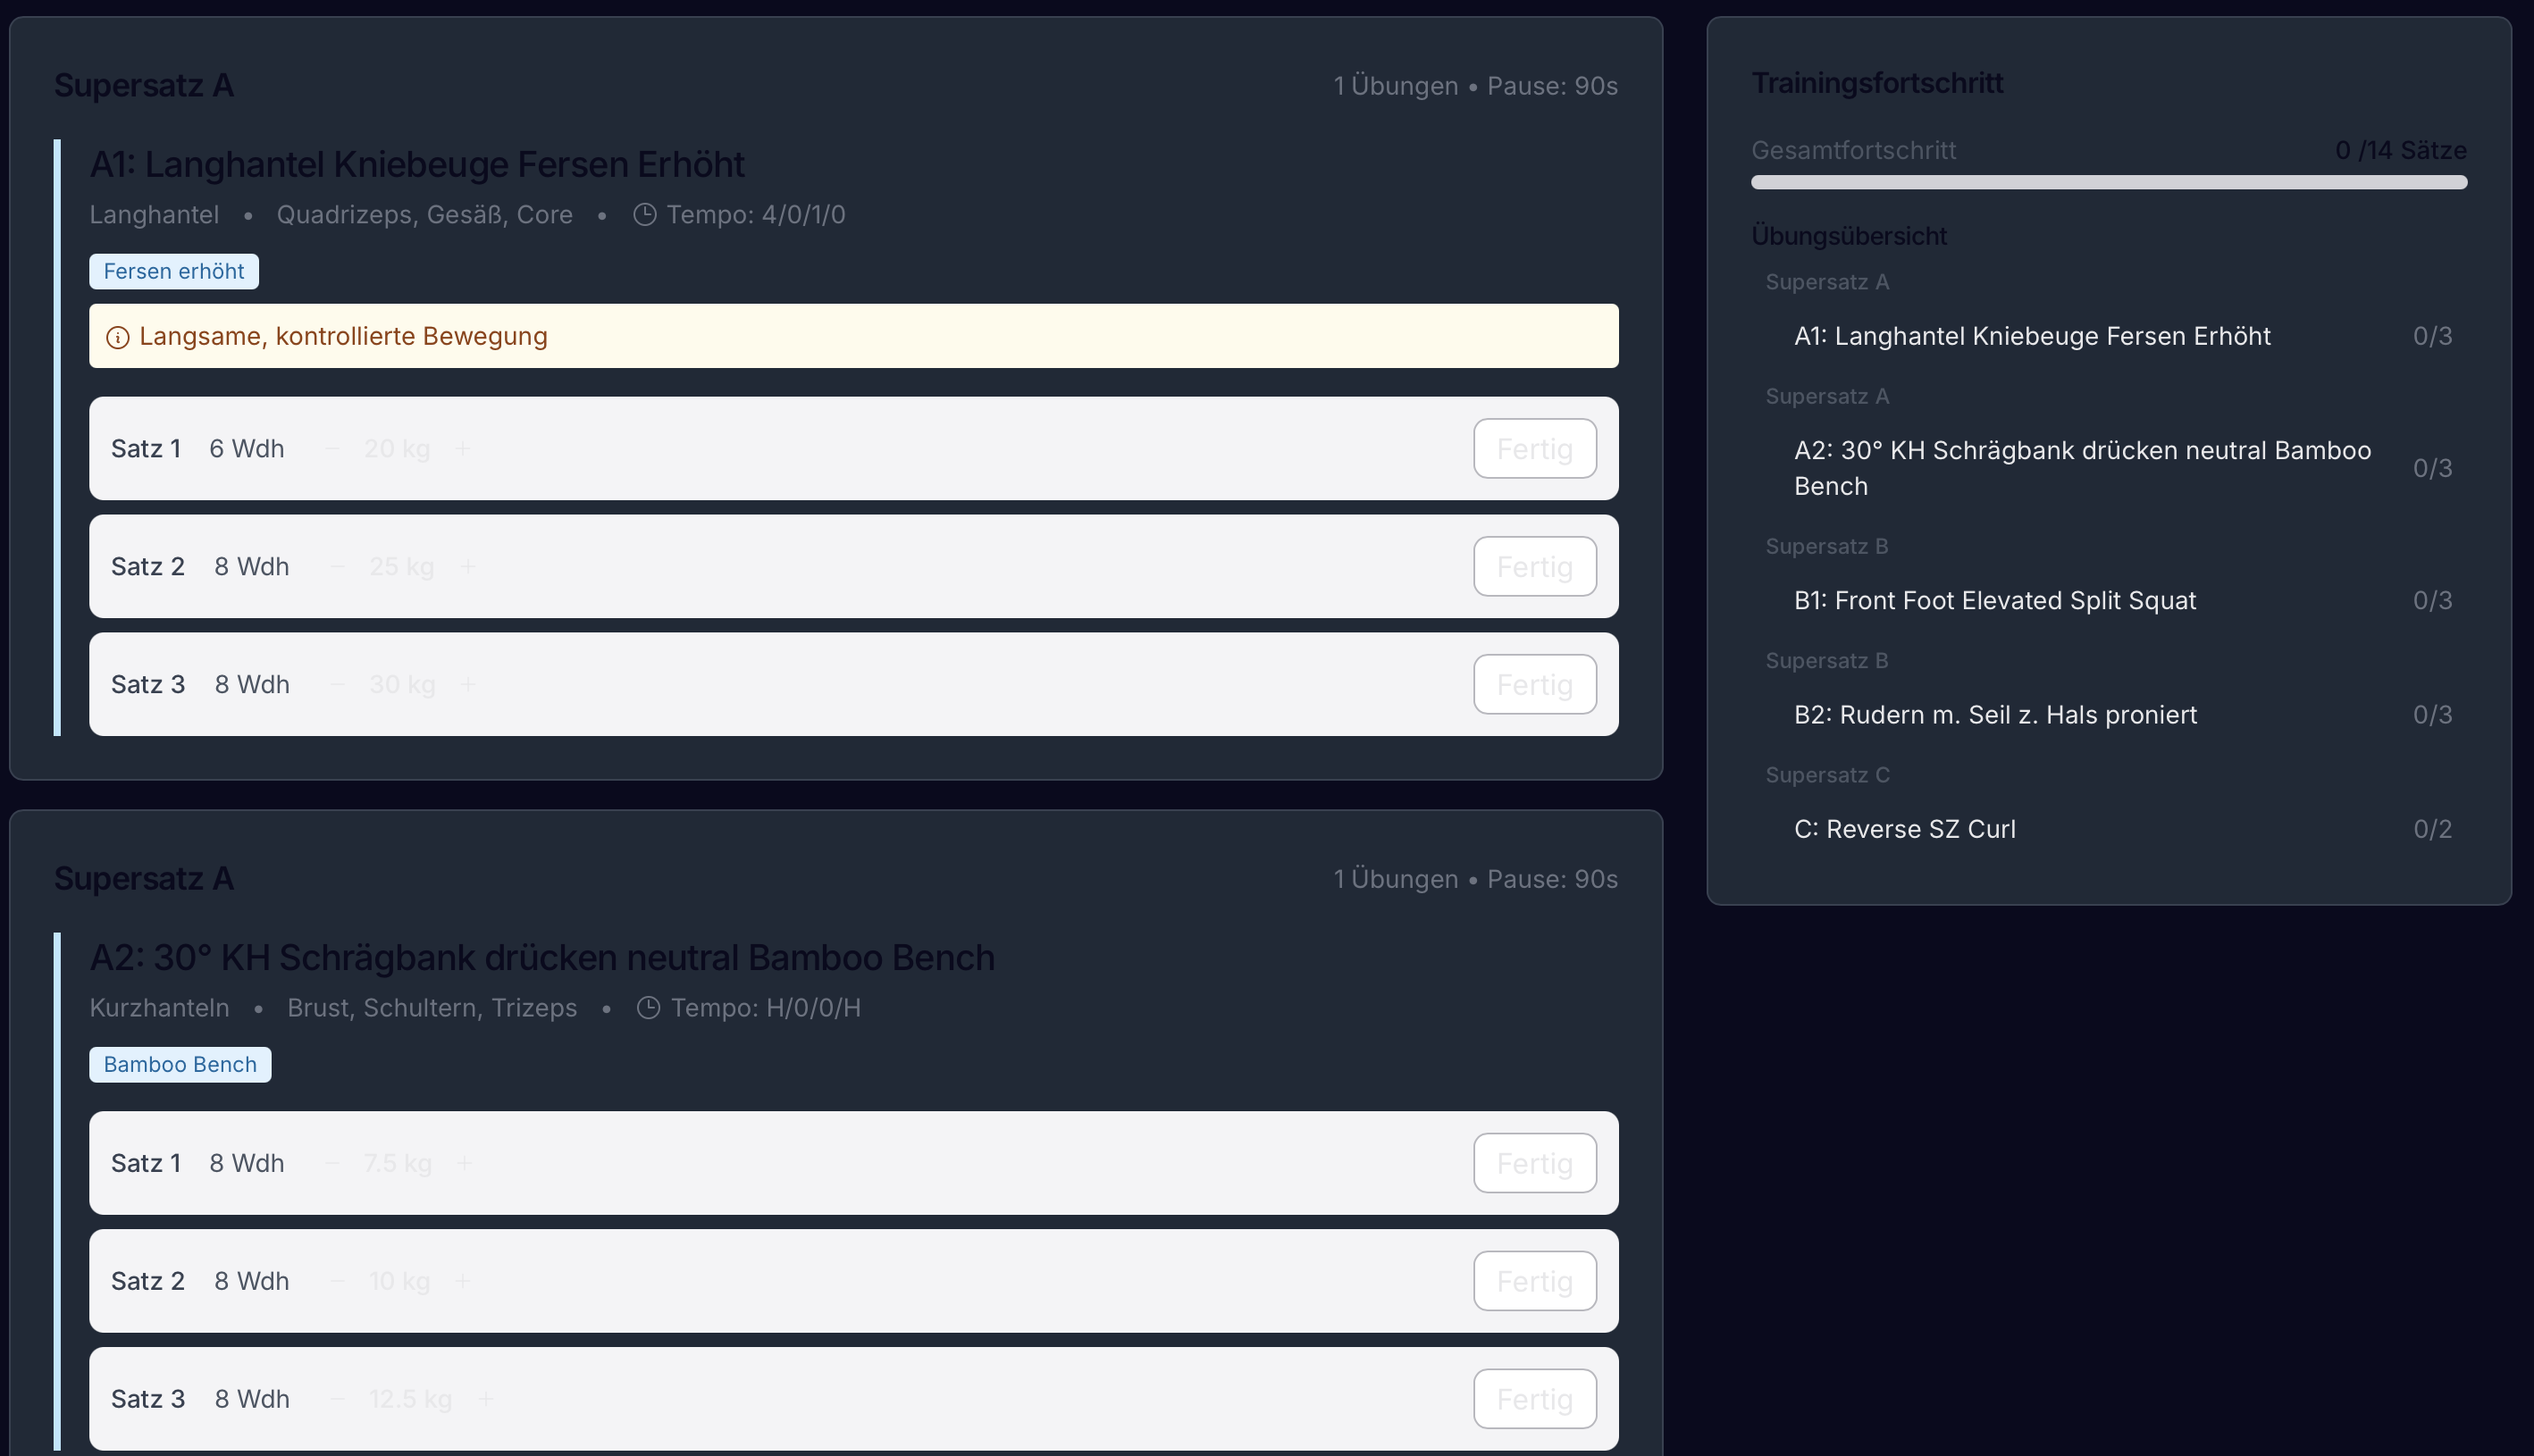 Supersatz A
1 Übungen • Pause: 90s
A1: Langhantel Kniebeuge Fersen Erhöht
Langhantel • Quadrizeps, Gesäß, Core • Tempo: 4/0/1/0
Fersen erhöht
Langsame, kontrollierte Bewegung
Satz 1 6 Wdh − 20 kg + Fertig
Satz 2 8 Wdh − 25 kg + Fertig
Satz 3 8 Wdh − 30 kg + Fertig
Supersatz A
1 Übungen • Pause: 90s
A2: 30° KH Schrägbank drücken neutral Bamboo Bench
Kurzhanteln • Brust, Schultern, Trizeps • Tempo: H/0/0/H
Bamboo Bench
Satz 1 8 Wdh − 7.5 kg + Fertig
Satz 2 8 Wdh − 10 kg + Fertig
Satz 3 8 Wdh − 12.5 kg + Fertig
Trainingsfortschritt
Gesamtfortschritt 0 /14 Sätze
Übungsübersicht
Supersatz A
A1: Langhantel Kniebeuge Fersen Erhöht 0/3
Supersatz A
A2: 30° KH Schrägbank drücken neutral Bamboo
Bench 0/3
Supersatz B
B1: Front Foot Elevated Split Squat 0/3
Supersatz B
B2: Rudern m. Seil z. Hals proniert 0/3
Supersatz C
C: Reverse SZ Curl 0/2